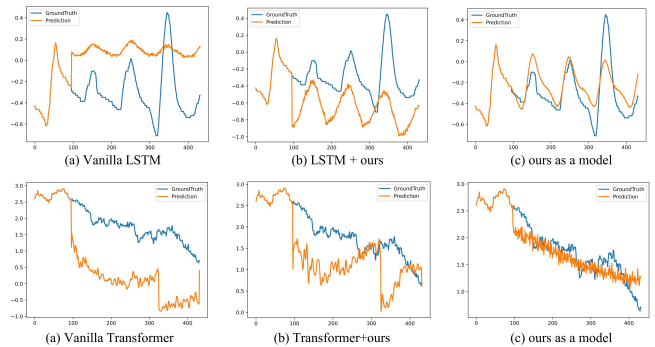 GroundTruth
Prediction
0.4
0.2
0.0
−0.2
−0.4
−0.6
0 100 200 300 400
(a) Vanilla LSTM
GroundTruth
Prediction
0.4
0.2
0.0
−0.2
−0.4
−0.6
−0.8
−1.0
0 100 200 300 400
(b) LSTM + ours
GroundTruth
Prediction
0.4
0.2
0.0
−0.2
−0.4
−0.6
0 100 200 300 400
(c) ours as a model
GroundTruth
Prediction
3.0
2.5
2.0
1.5
1.0
0.5
0.0
−0.5
−1.0
0 100 200 300 400
(a) Vanilla Transformer
GroundTruth
Prediction
3.0
2.5
2.0
1.5
1.0
0.5
0.0
0 100 200 300 400
(b) Transformer+ours
GroundTruth
Prediction
3.0
2.5
2.0
1.5
1.0
0 100 200 300 400
(c) ours as a model